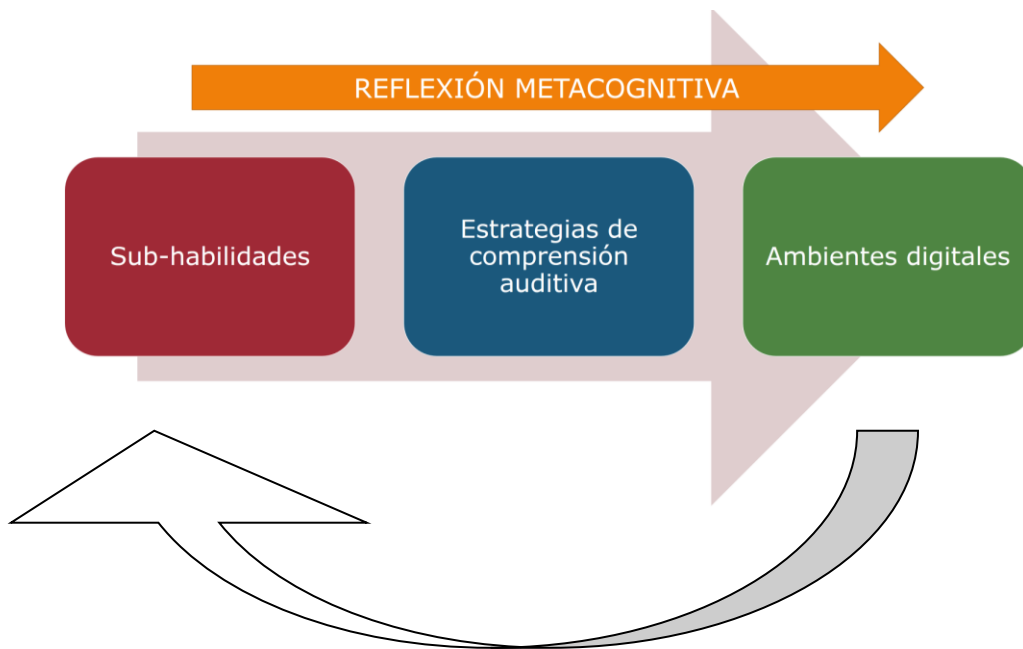 REFLEXIÓN METACOGNITIVA
Sub-habilidades
Estrategias de
comprensión
auditiva
Ambientes digitales